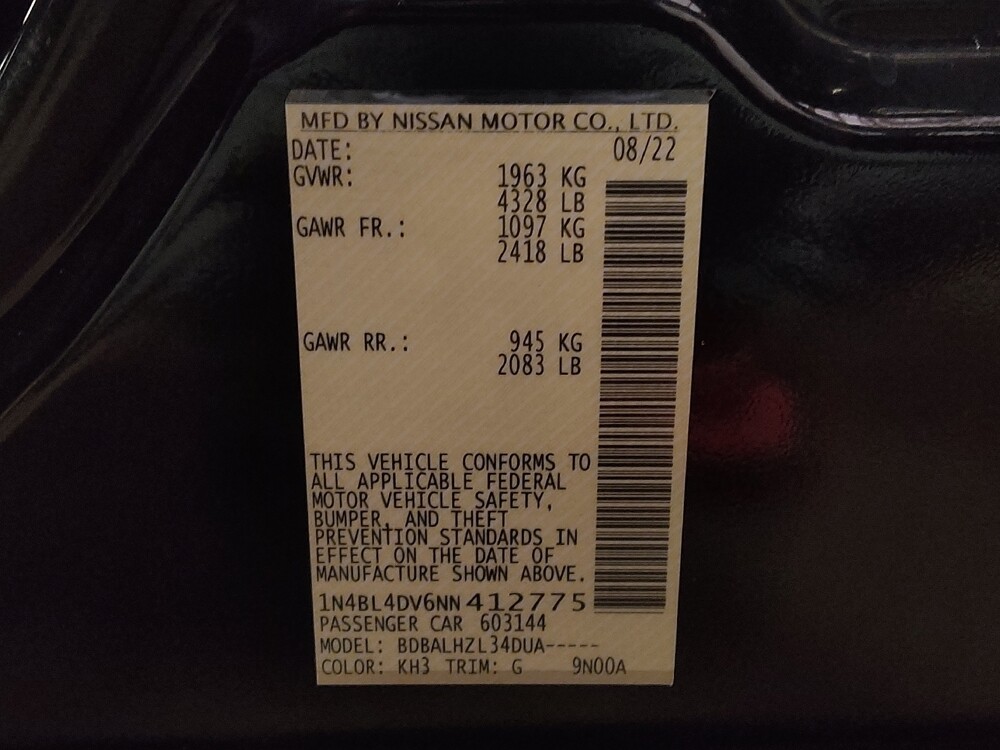 MFD BY NISSAN MOTOR CO., LTD.
DATE: 08/22
GVWR: 1963 KG
4328 LB
GAWR FR.: 1097 KG
2418 LB
GAWR RR.: 945 KG
2083 LB
THIS VEHICLE CONFORMS TO
ALL APPLICABLE FEDERAL
MOTOR VEHICLE SAFETY,
BUMPER, AND THEFT
PREVENTION STANDARDS IN
EFFECT ON THE DATE OF
MANUFACTURE SHOWN ABOVE.
1N4BL4DV6NN412775
PASSENGER CAR 603144
MODEL: BDBALHZL34DUA-----
COLOR: KH3 TRIM: G 9N00A